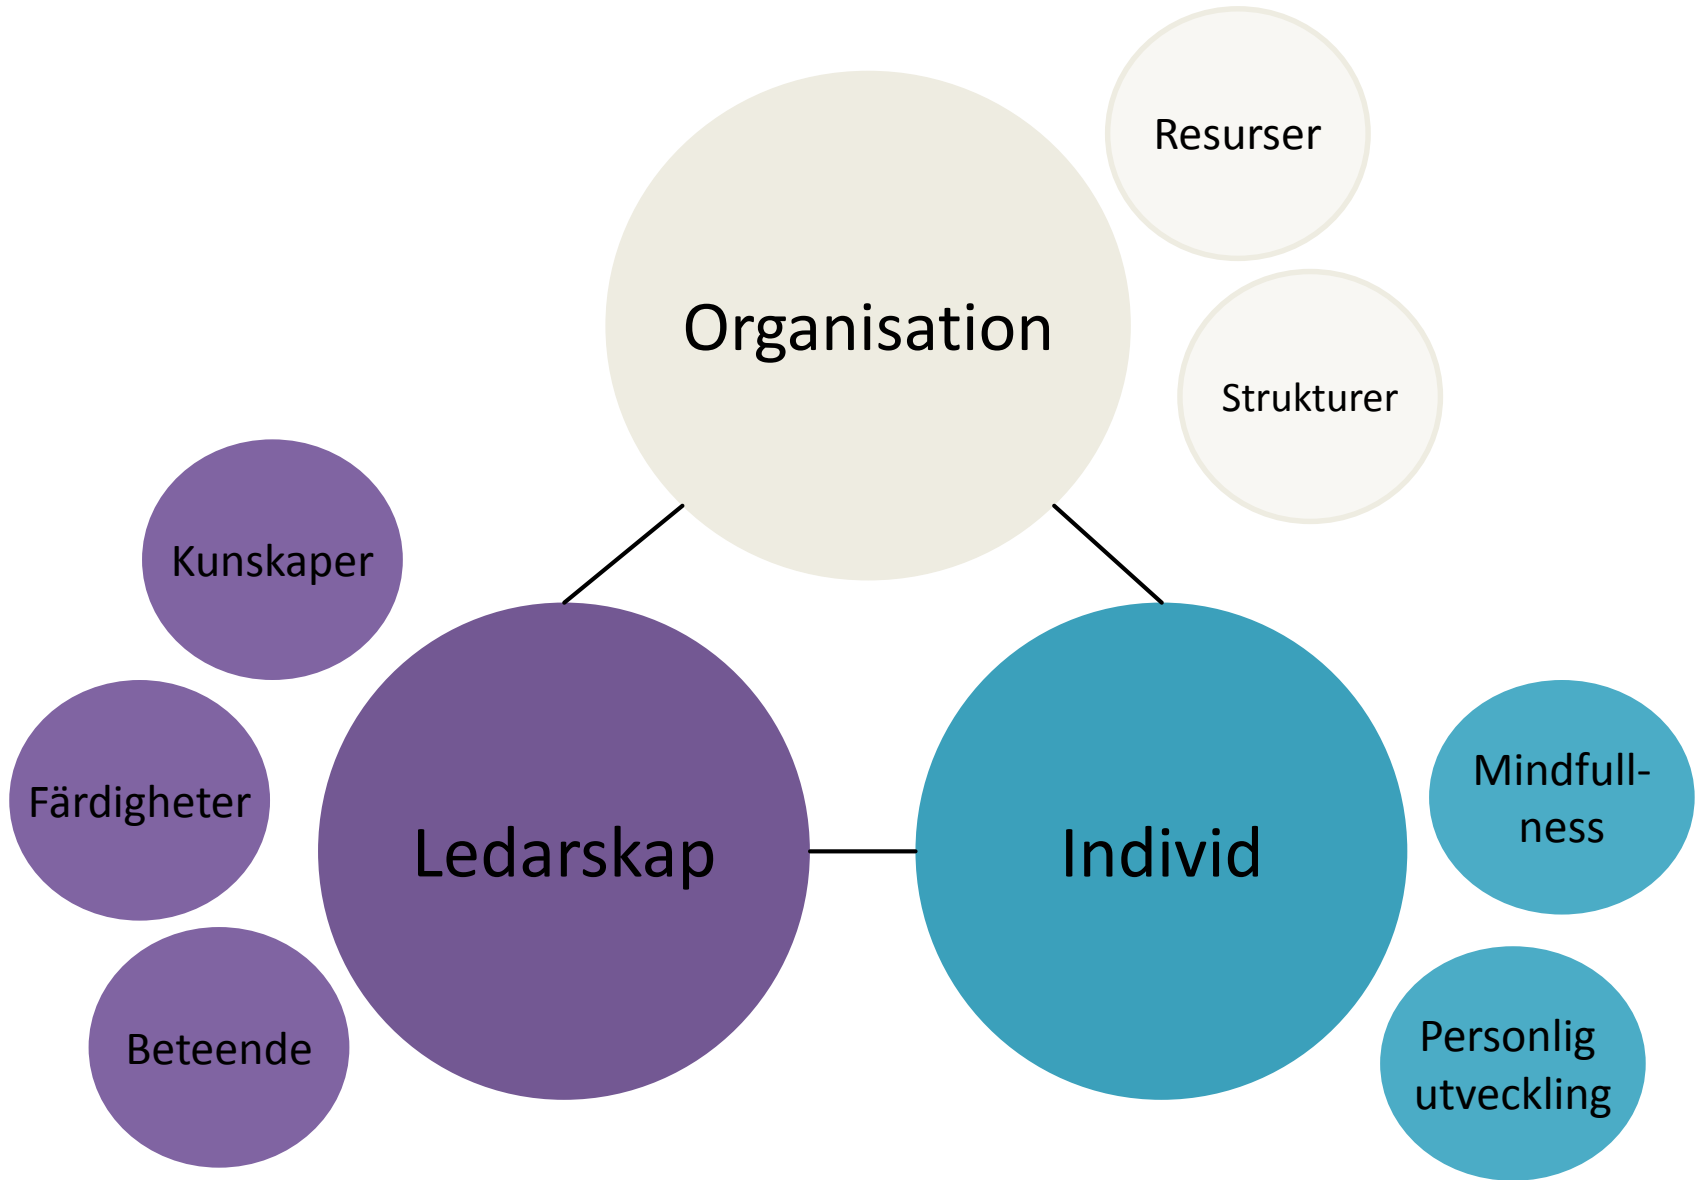 Resurser
Organisation
Strukturer
Kunskaper
Färdigheter
Ledarskap
Beteende
Individ
Mindfull-
ness
Personlig
utveckling